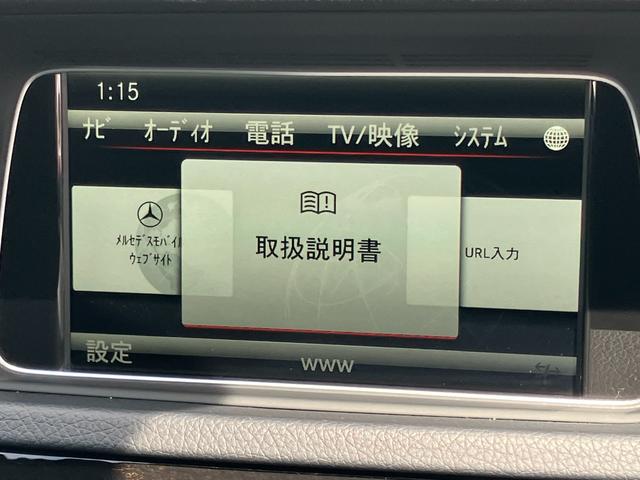 1:15
ナビ オーディオ 電話 TV/映像 システム
取扱説明書
メルセデスモバイル
ウェブサイト
URL入力
設定
www